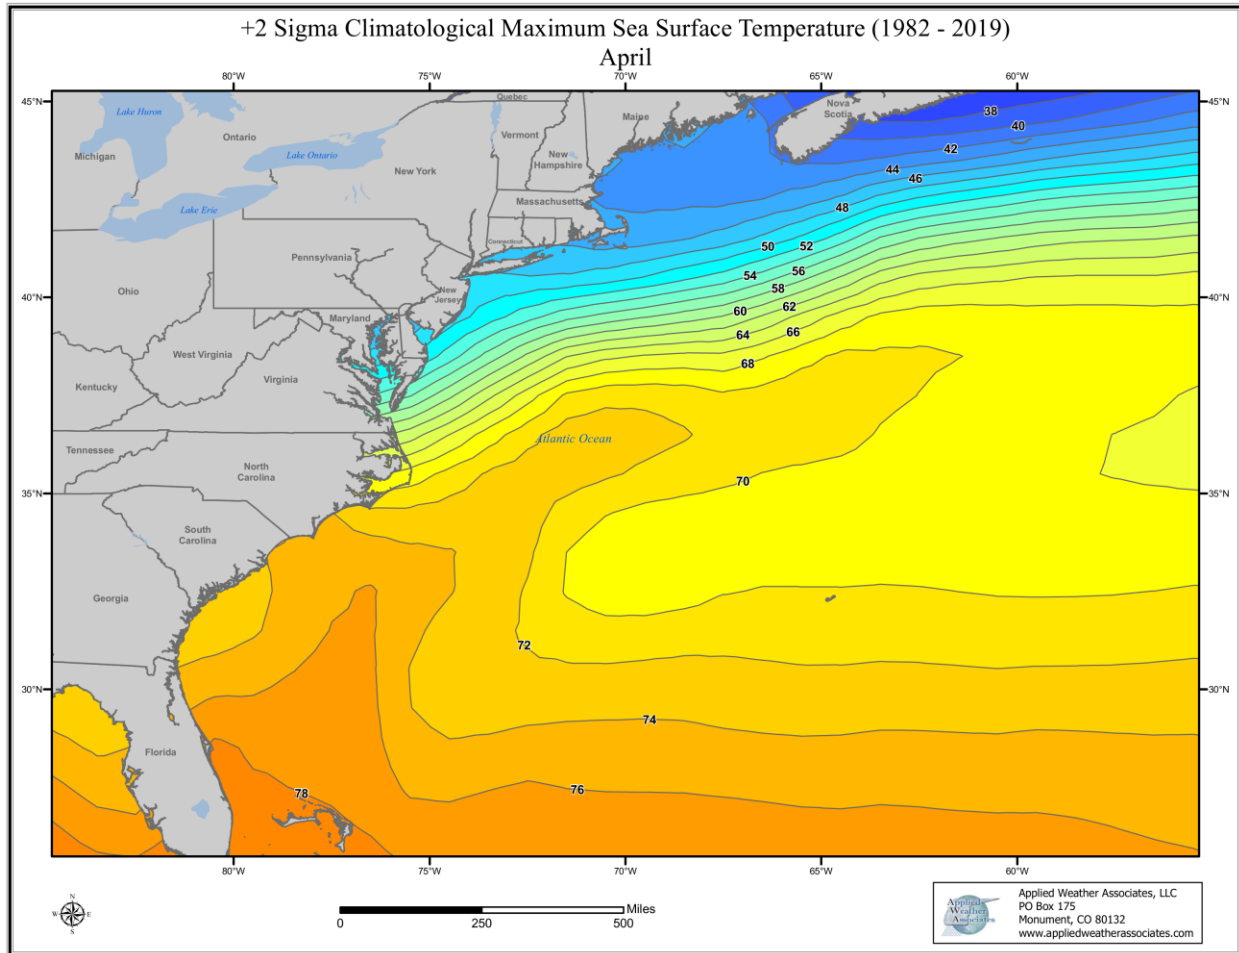 +2 Sigma Climatological Maximum Sea Surface Temperature (1982 - 2019)
April
80°W 75°W 70°W 65°W 60°W
45°N 45°N
Lake Huron
Quebec
Maine
Nova
Scotia
38
40
Ontario
Vermont
Michigan
Lake Ontario
New
Hampshire
42
New York
44
46
Massachusetts
Lake Erie
48
Connecticut
50 52
Pennsylvania
54 56
Ohio
58
New
Jersey
40°N 40°N
60 62
Maryland
64 66
West Virginia
68
Virginia
Kentucky
Atlantic Ocean
Tennessee
North
Carolina
70
35°N 35°N
South
Carolina
Georgia
72
30°N 30°N
74
Florida
78
76
80°W 75°W 70°W 65°W 60°W
N
W E
S
Miles
0 250 500
Applied
Weather
Associates
Applied Weather Associates, LLC
PO Box 175
Monument, CO 80132
www.appliedweatherassociates.com